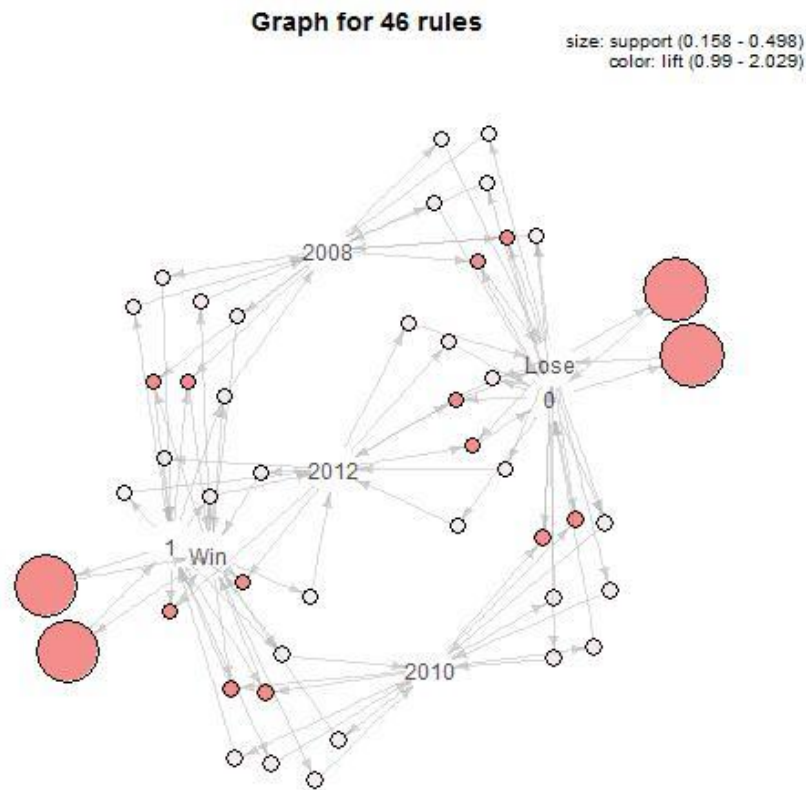 Graph for 46 rules
size: support (0.158 - 0.498)
color: lift (0.99 - 2.029)
2008
Lose
0
2012
1
Win
2010